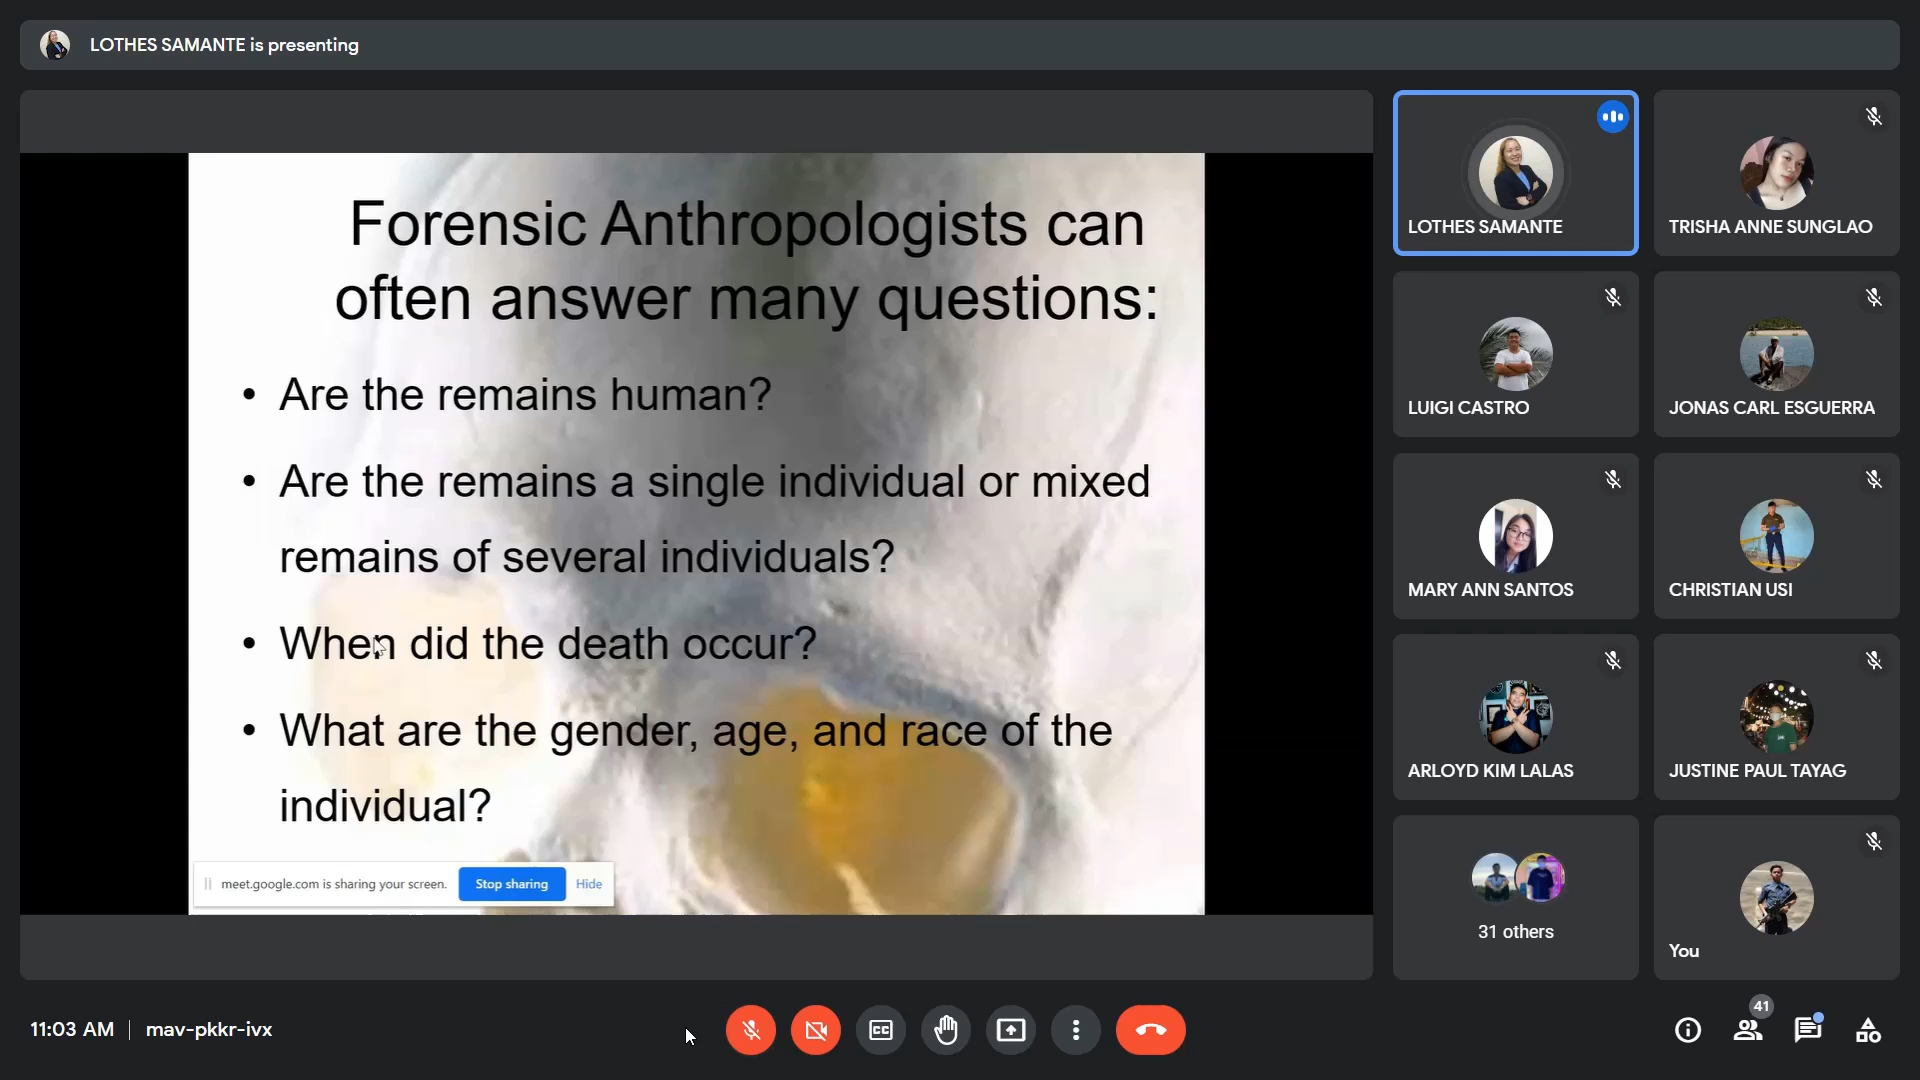 LOTHES SAMANTE is presenting
Forensic Anthropologists can
often answer many questions:
• Are the remains human?
• Are the remains a single individual or mixed
remains of several individuals?
• When did the death occur?
• What are the gender, age, and race of the
individual?
meet.google.com is sharing your screen. Stop sharing Hide
LOTHES SAMANTE
TRISHA ANNE SUNGLAO
LUIGI CASTRO
JONAS CARL ESGUERRA
MARY ANN SANTOS
CHRISTIAN USI
ARLOYD KIM LALAS
JUSTINE PAUL TAYAG
31 others
You
11:03 AM | mav-pkkr-ivx
CC
41